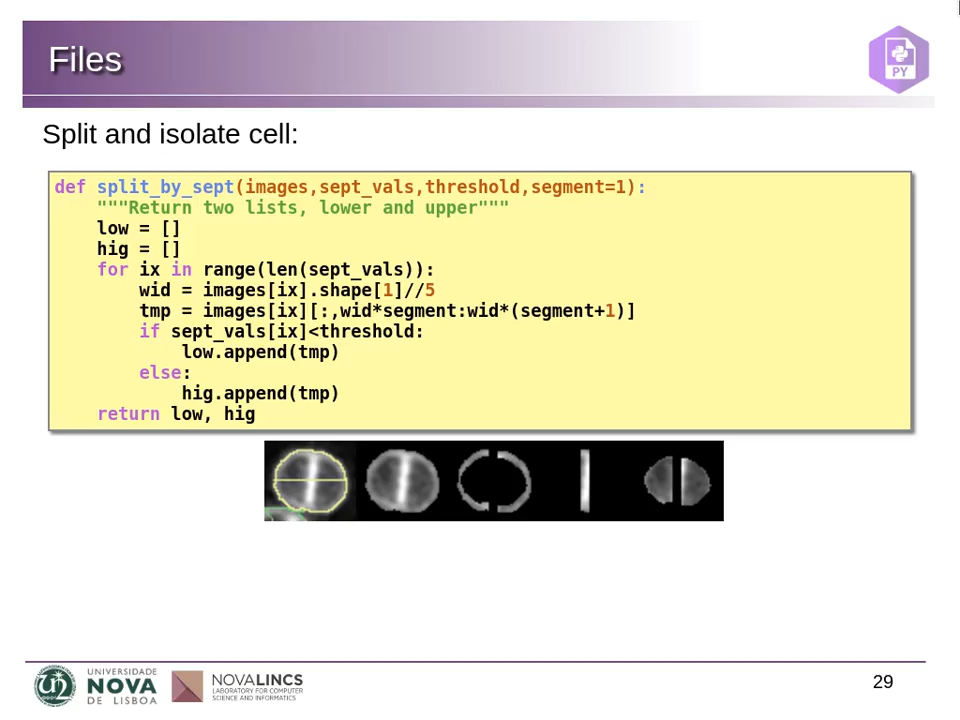 Files
PY
Split and isolate cell:
def split_by_sept(images,sept_vals,threshold,segment=1):
    """Return two lists, lower and upper"""
    low = []
    hig = []
    for ix in range(len(sept_vals)):
        wid = images[ix].shape[1]//5
        tmp = images[ix][:,wid*segment:wid*(segment+1)]
        if sept_vals[ix]<threshold:
            low.append(tmp)
        else:
            hig.append(tmp)
    return low, hig
UNIVERSIDADE
NOVA
DE LISBOA
NOVALINCS
LABORATORY FOR COMPUTER
SCIENCE AND INFORMATICS
29